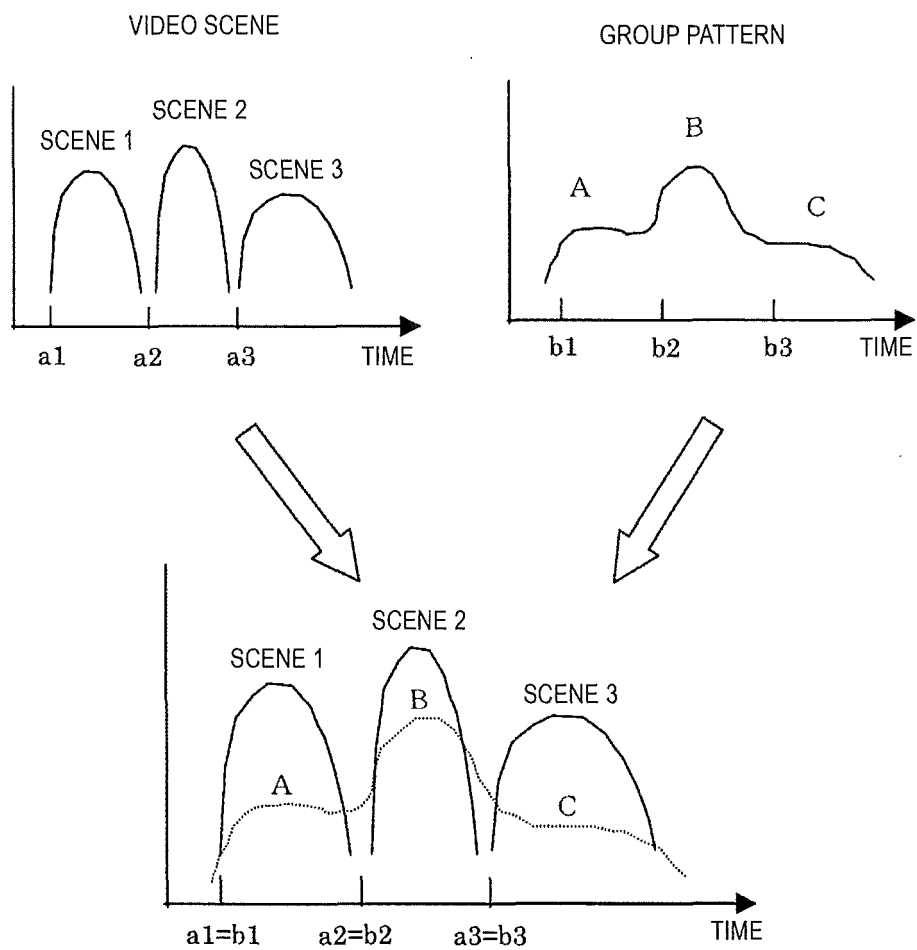 VIDEO SCENE
SCENE 1
SCENE 2
SCENE 3
a1 a2 a3 TIME
GROUP PATTERN
A
B
C
b1 b2 b3 TIME
SCENE 1
SCENE 2
SCENE 3
A
B
C
a1=b1 a2=b2 a3=b3 TIME